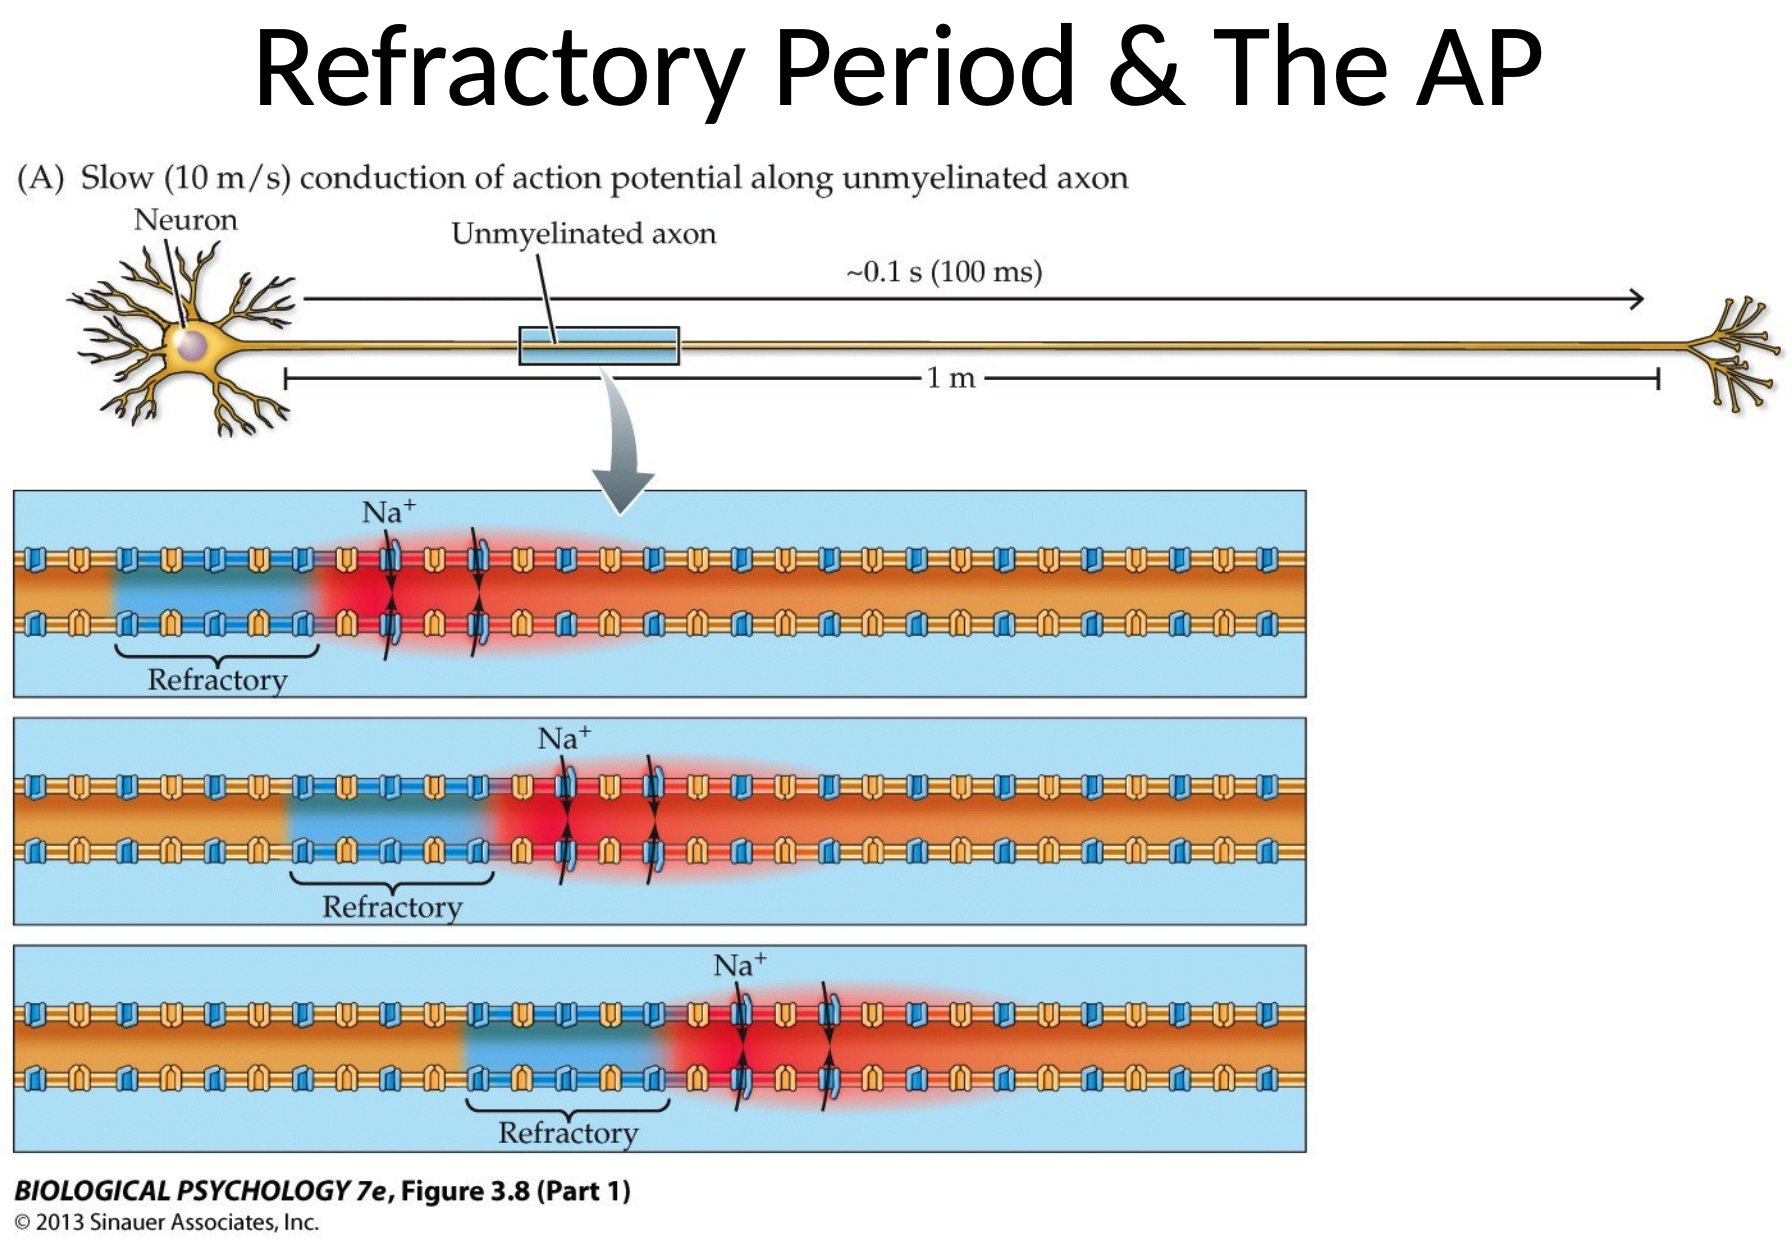 Refractory Period & The AP
(A) Slow (10 m/s) conduction of action potential along unmyelinated axon
Neuron
Unmyelinated axon
~0.1 s (100 ms)
1 m
Na+
Refractory
Na+
Refractory
Na+
Refractory
BIOLOGICAL PSYCHOLOGY 7e, Figure 3.8 (Part 1)
© 2013 Sinauer Associates, Inc.